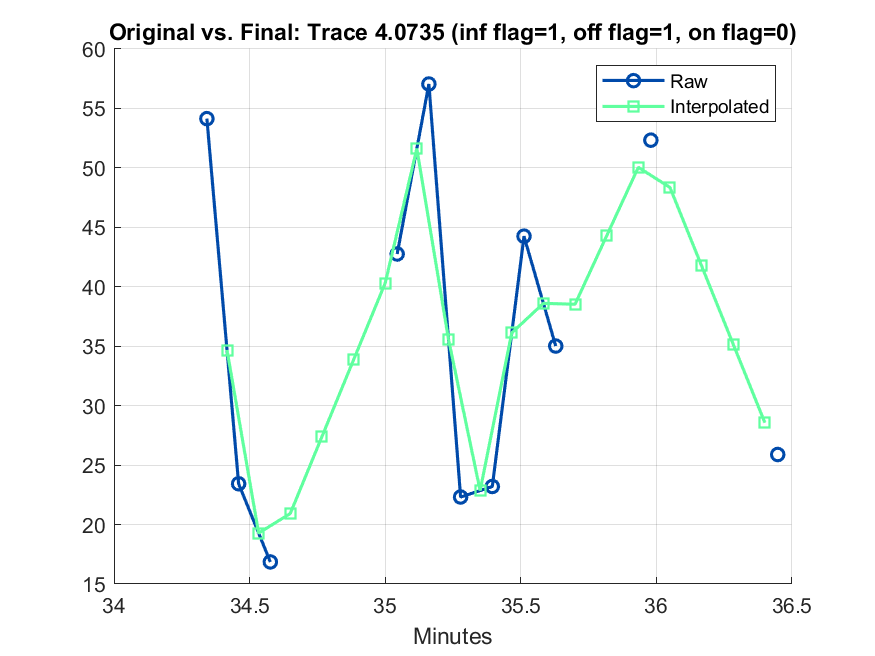 Original vs. Final: Trace 4.0735 (inf flag=1, off flag=1, on flag=0)
60
55
50
45
40
35
30
25
20
15
Raw
Interpolated
34 34.5 35 35.5 36 36.5
Minutes